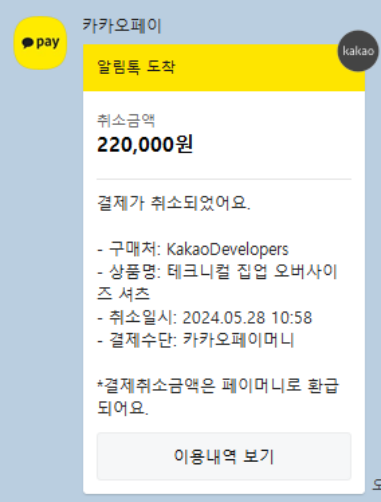 카카오페이
pay
알림톡 도착
kakao
취소금액
220,000원
결제가 취소되었어요.
- 구매처: KakaoDevelopers
- 상품명: 테크니컬 집업 오버사이
즈 셔츠
- 취소일시: 2024.05.28 10:58
- 결제수단: 카카오페이머니
*결제취소금액은 페이머니로 환급
되어요.
이용내역 보기